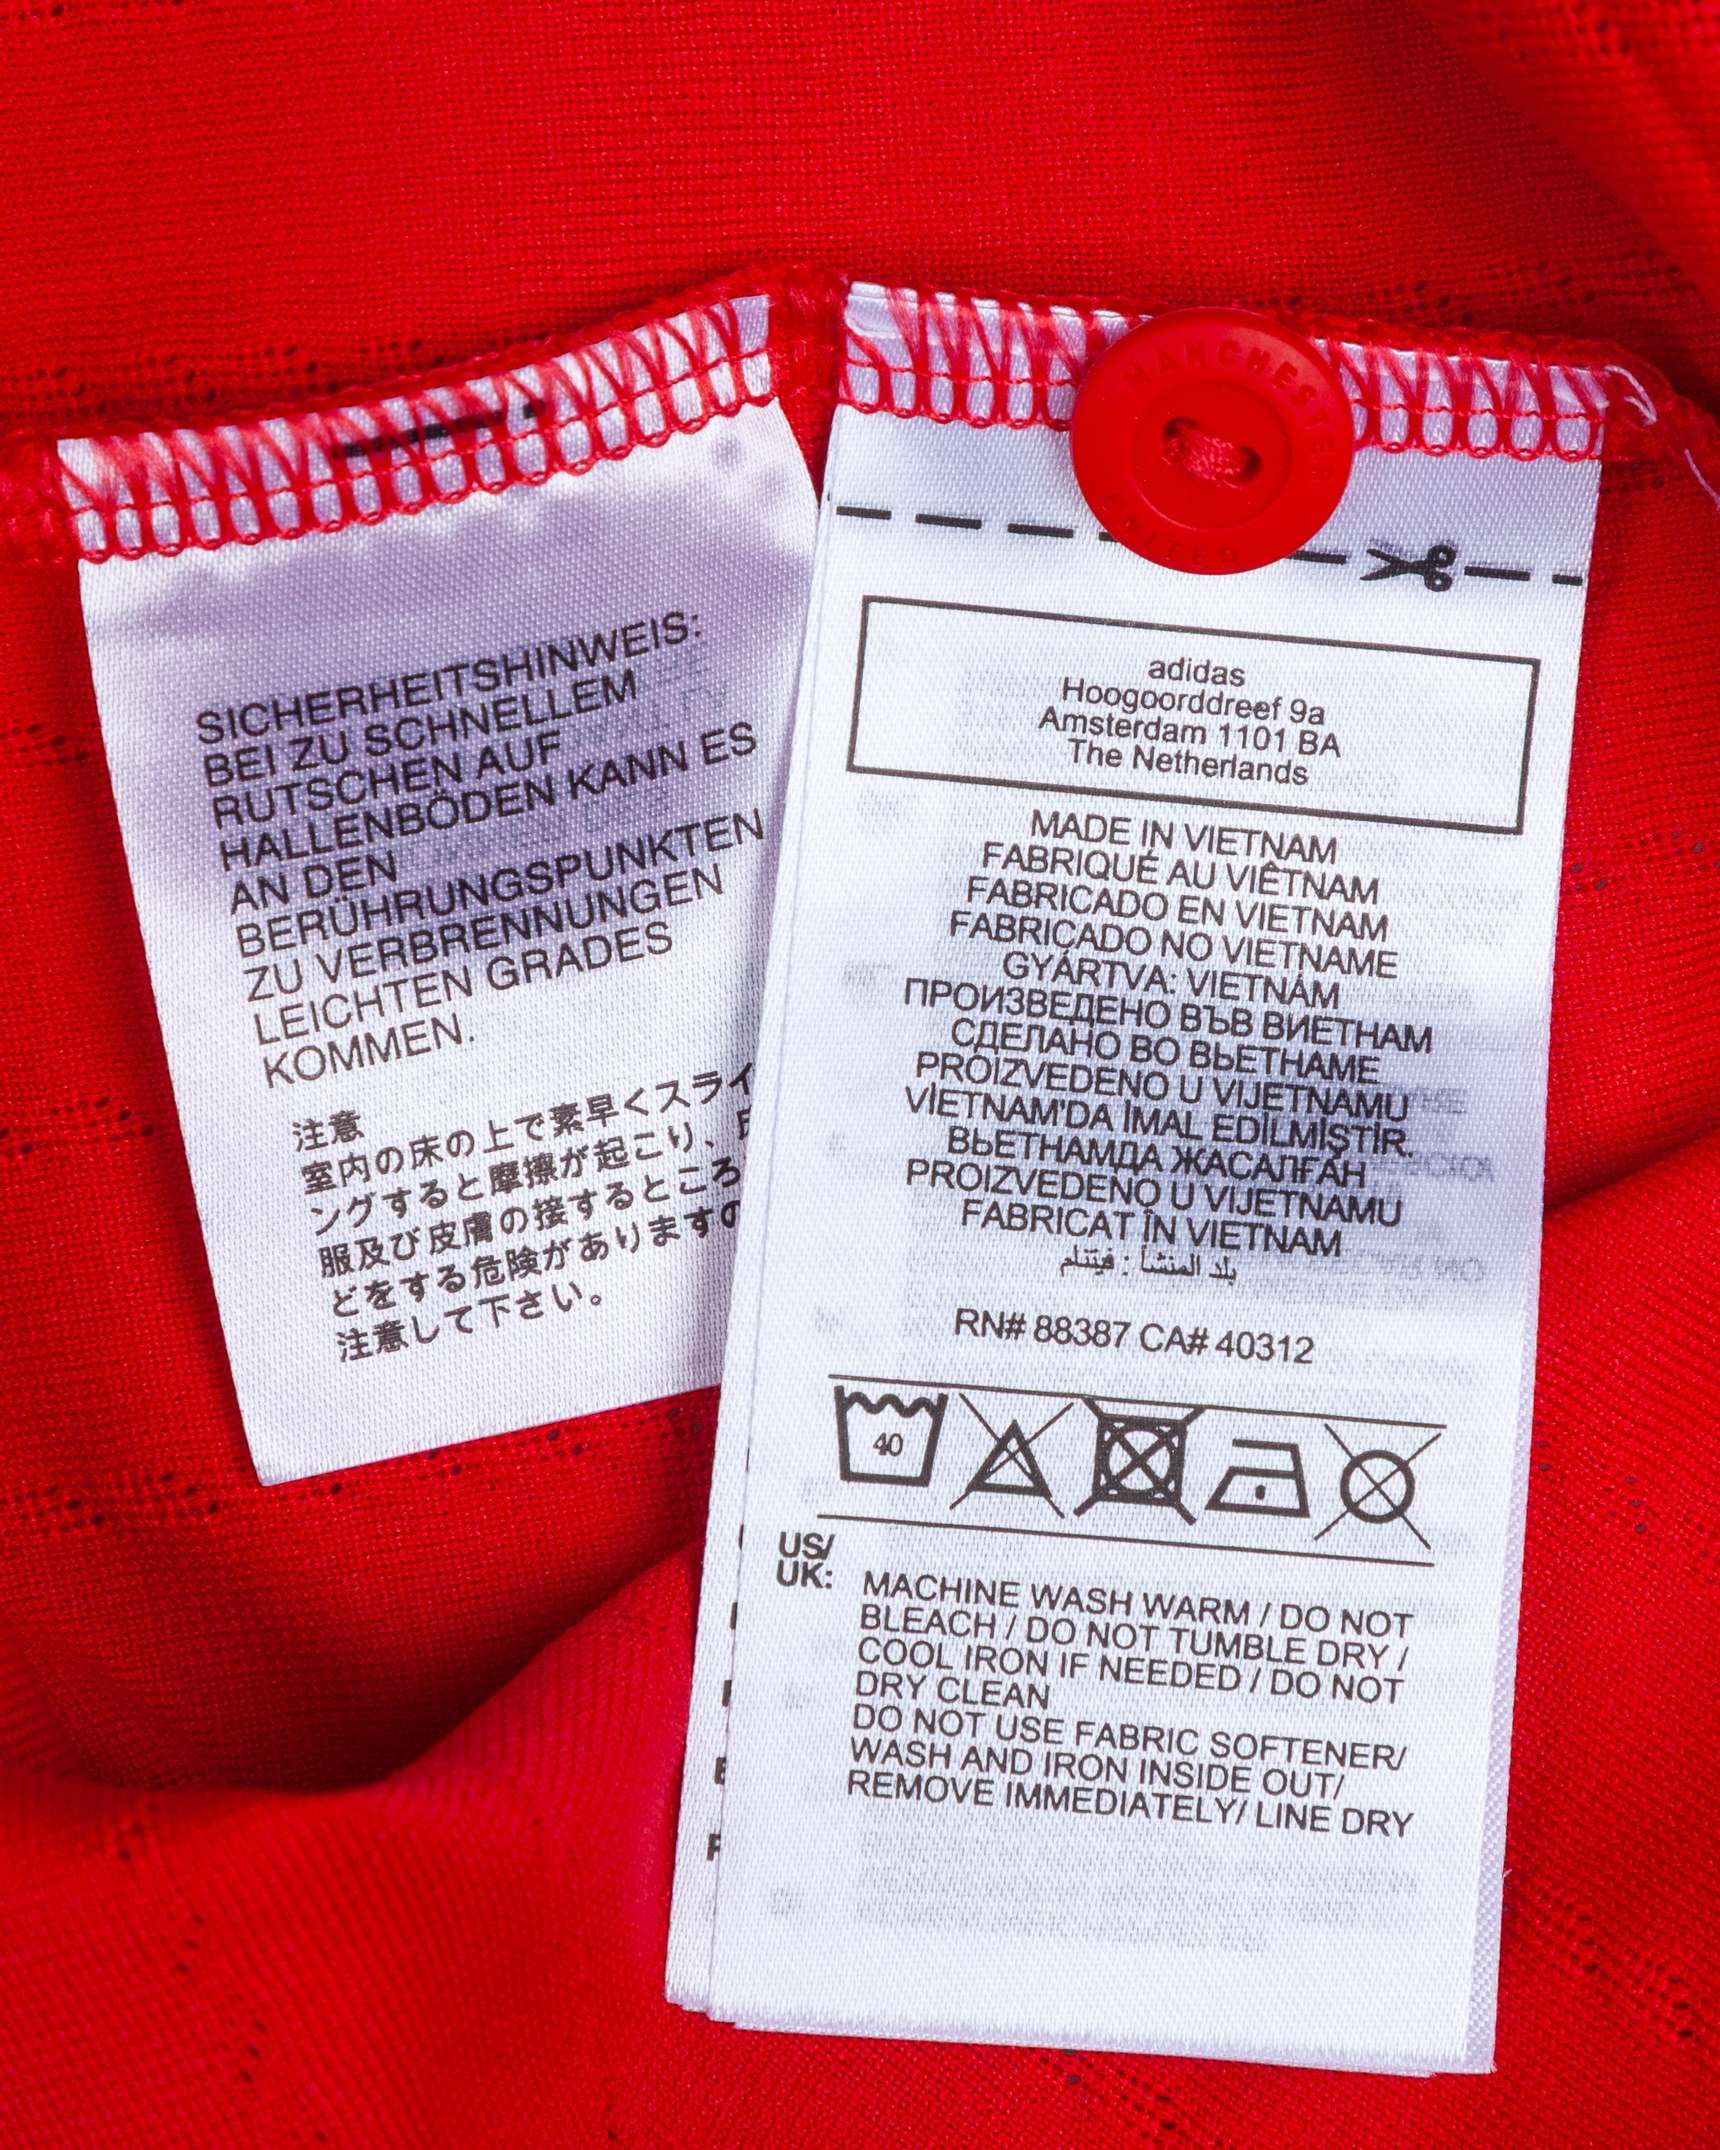 SICHERHEITSHINWEIS:
BEI ZU SCHNELLEM
RUTSCHEN AUF
HALLENBÖDEN KANN ES
AN DEN
BERÜHRUNGSPUNKTEN
ZU VERBRENNUNGEN
LEICHTEN GRADES
KOMMEN.
注意
室内の床の上で素早くスライ
ングすると摩擦が起こり、
服及び皮膚の接するところ
どをする危険がありますの
注意して下さい。
MANCHESTER
UNITED
adidas
Hoogoorddreef 9a
Amsterdam 1101 BA
The Netherlands
MADE IN VIETNAM
FABRIQUÉ AU VIÊTNAM
FABRICADO EN VIETNAM
FABRICADO NO VIETNAME
GYÁRTVA: VIETNÁM
ПРОИЗВЕДЕНО ВЪВ ВИЕТНАМ
СДЕЛАНО ВО ВЬЕТНАМЕ
PROIZVEDENO U VIJETNAMU
VİETNAM'DA İMAL EDİLMİŞTİR.
ВЬЕТНАМДА ЖАСАЛҒАН
PROIZVEDENO U VIJETNAMU
FABRICAT ÎN VIETNAM
بلد المنشأ : فيتنلم
RN# 88387 CA# 40312
40
US/
UK:
MACHINE WASH WARM / DO NOT
BLEACH / DO NOT TUMBLE DRY /
COOL IRON IF NEEDED / DO NOT
DRY CLEAN
DO NOT USE FABRIC SOFTENER/
WASH AND IRON INSIDE OUT/
REMOVE IMMEDIATELY/ LINE DRY